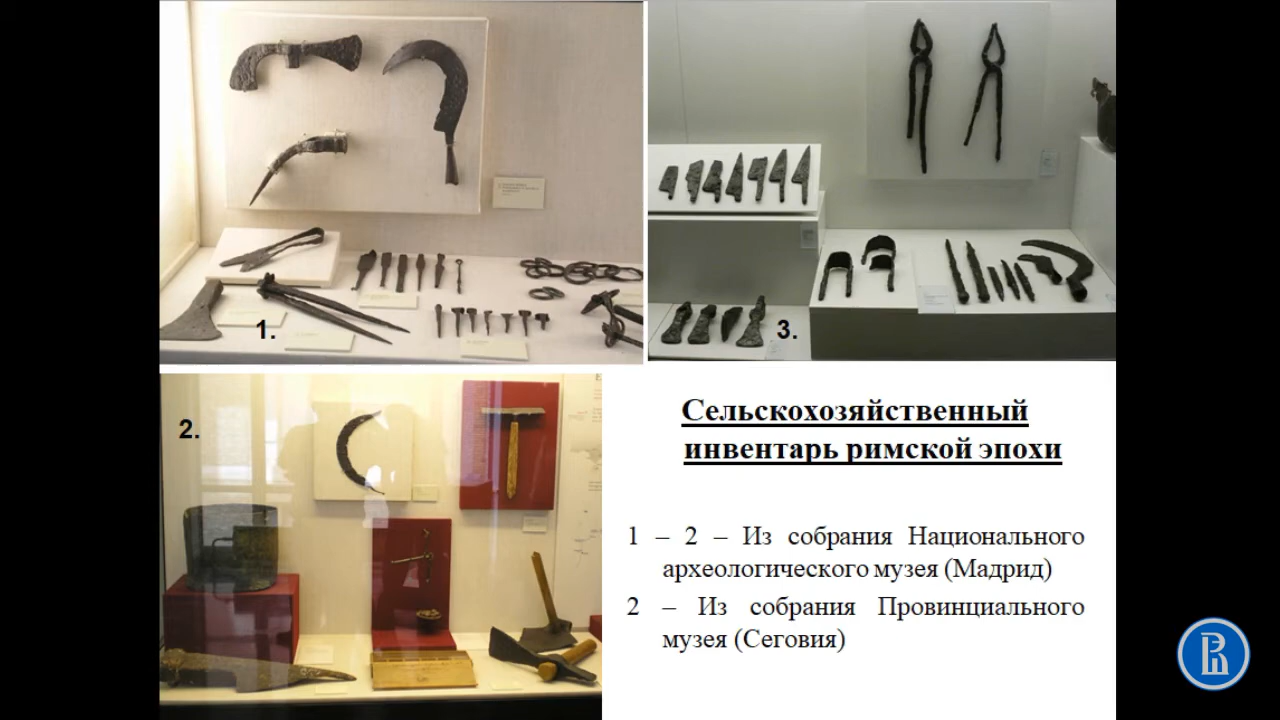 1.
3.
2.
Сельскохозяйственный
инвентарь римской эпохи
1 – 2 – Из собрания Национального
археологического музея (Мадрид)
2 – Из собрания Провинциального
музея (Сеговия)